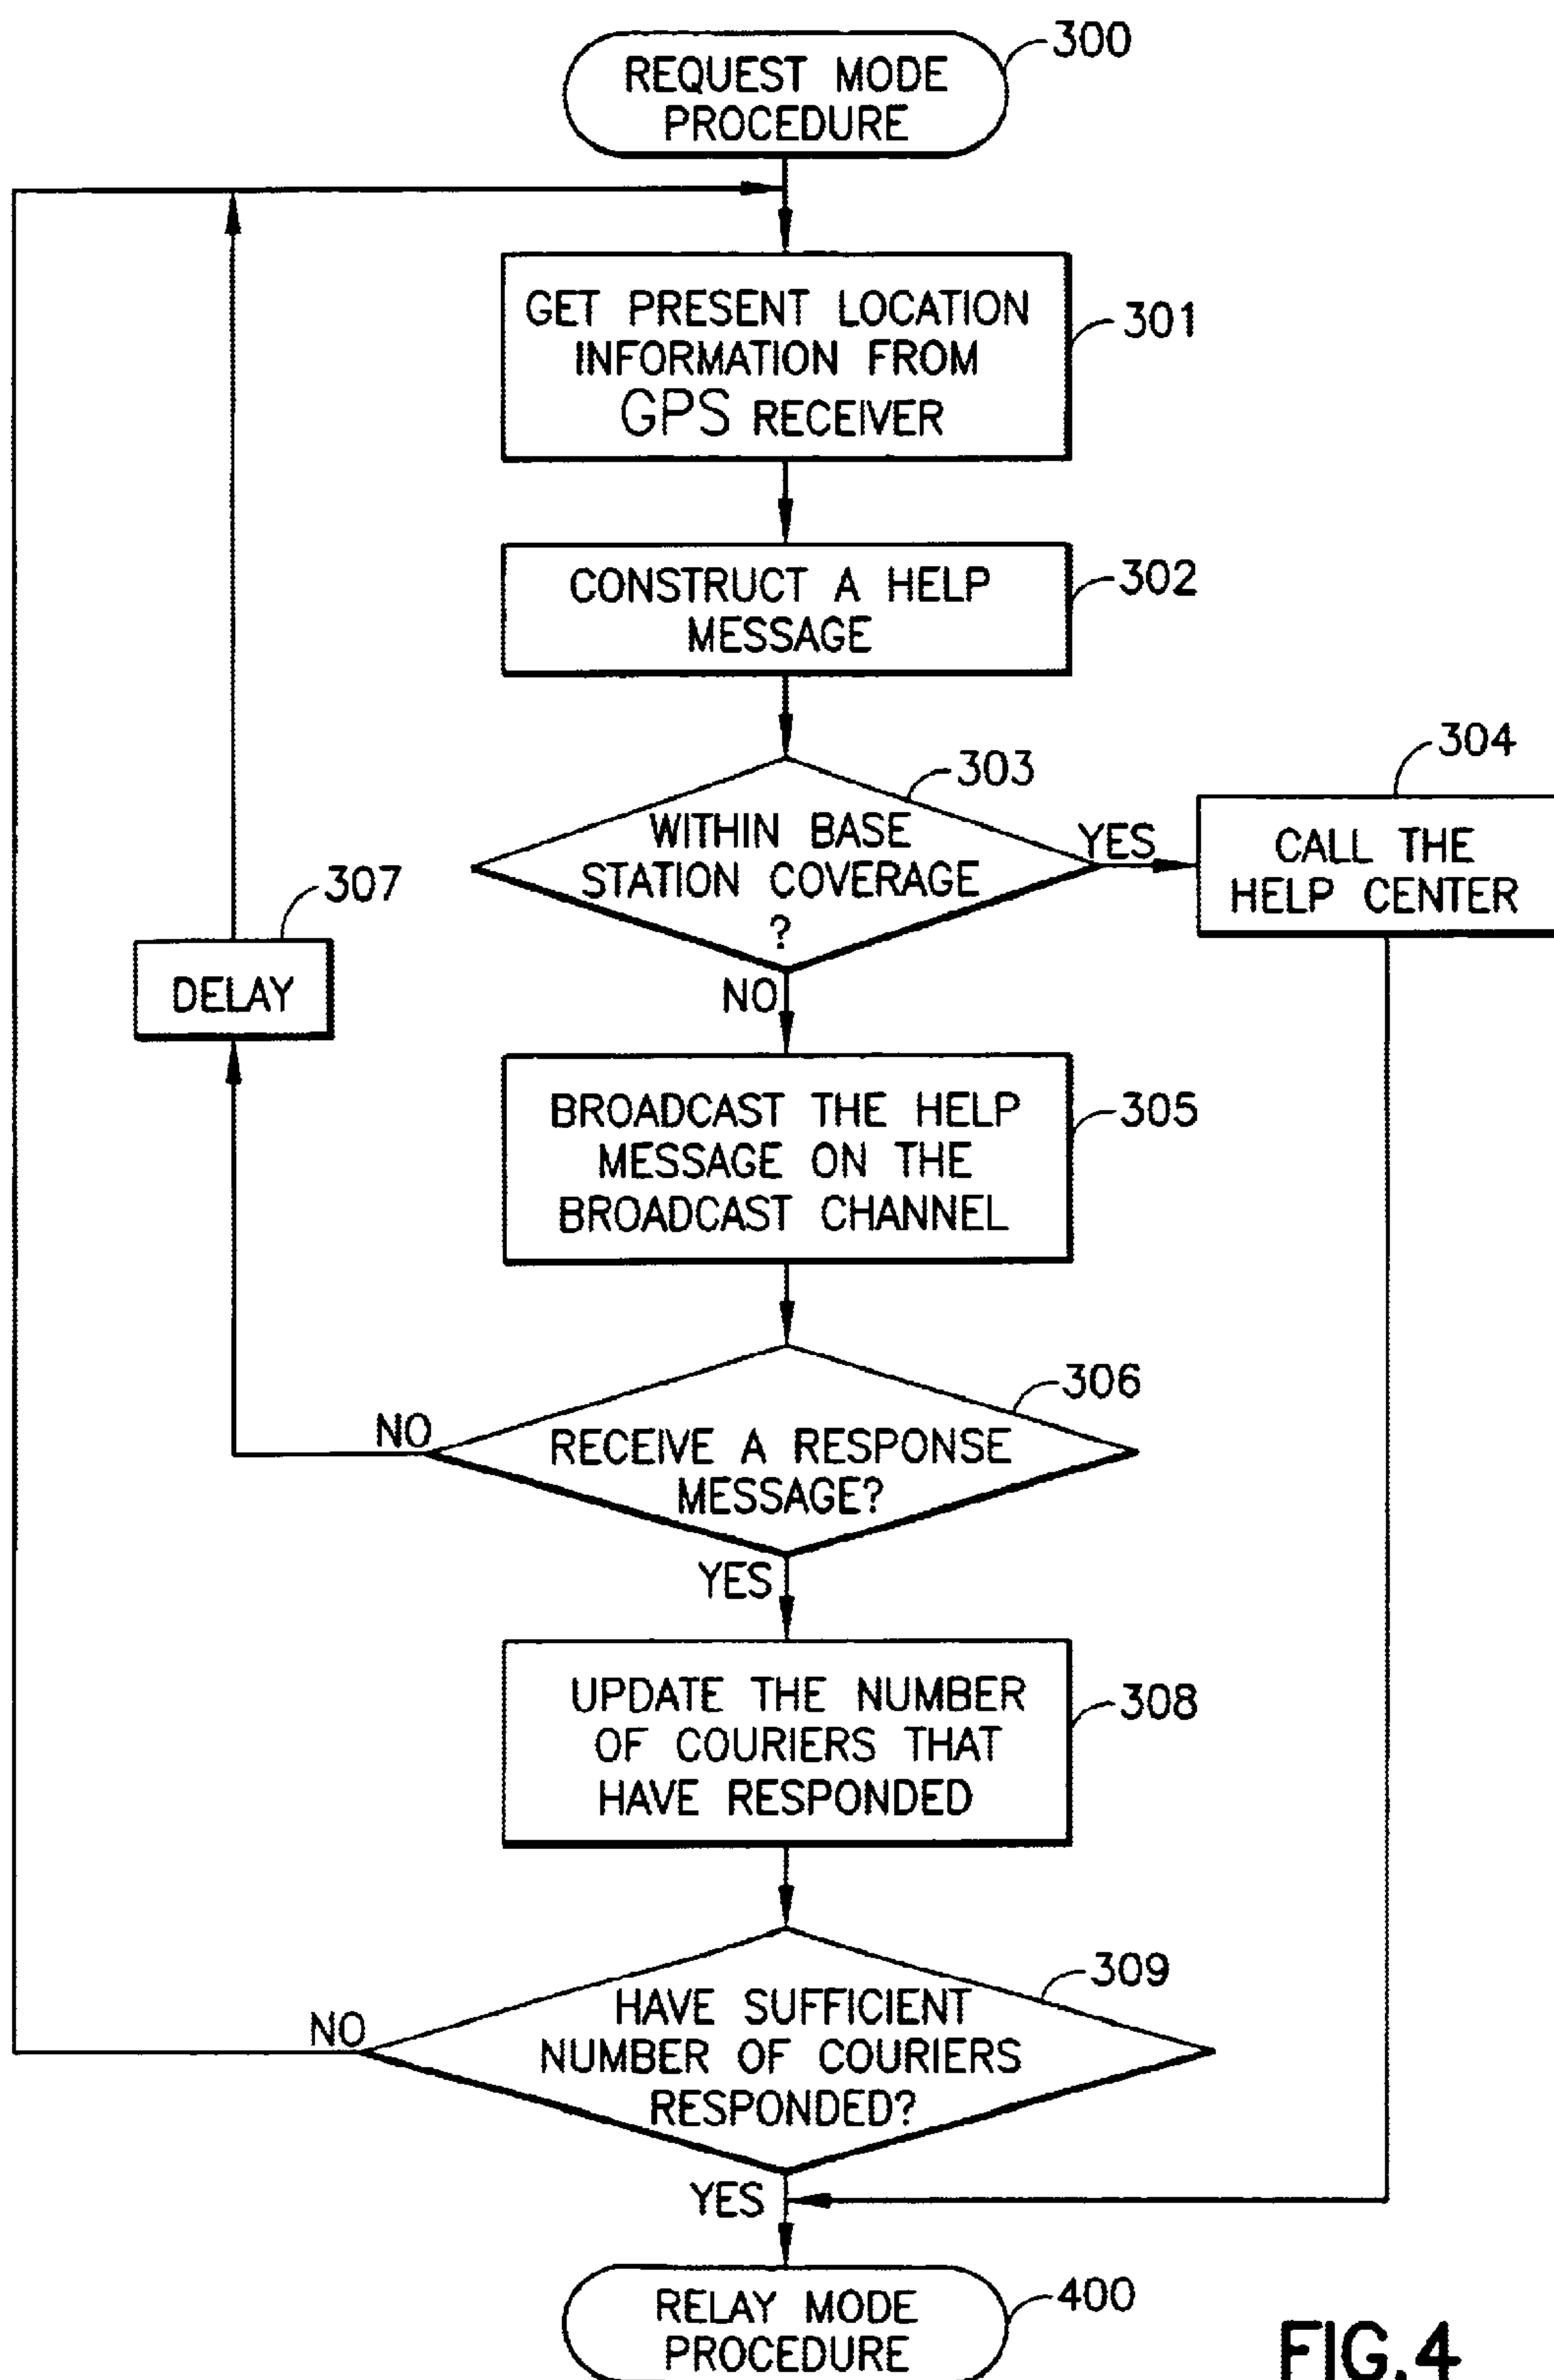 REQUEST MODE
PROCEDURE
300
GET PRESENT LOCATION
INFORMATION FROM
GPS RECEIVER
301
CONSTRUCT A HELP
MESSAGE
302
303
WITHIN BASE
STATION COVERAGE
?
YES
304
CALL THE
HELP CENTER
307
DELAY
NO
BROADCAST THE HELP
MESSAGE ON THE
BROADCAST CHANNEL
305
306
NO
RECEIVE A RESPONSE
MESSAGE?
YES
UPDATE THE NUMBER
OF COURIERS THAT
HAVE RESPONDED
308
309
NO
HAVE SUFFICIENT
NUMBER OF COURIERS
RESPONDED?
YES
RELAY MODE
PROCEDURE
400
FIG.4